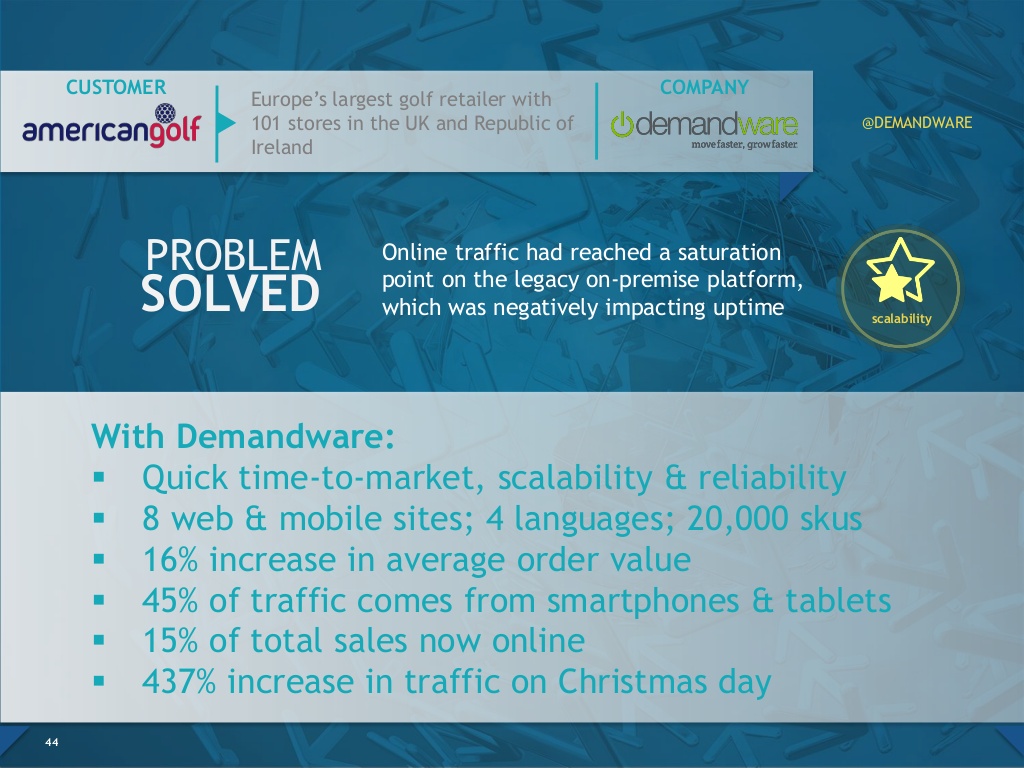 CUSTOMER
americangolf
Europe’s largest golf retailer with
101 stores in the UK and Republic of
Ireland
COMPANY
demandware
move faster, grow faster.
@DEMANDWARE
PROBLEM
SOLVED
Online traffic had reached a saturation
point on the legacy on-premise platform,
which was negatively impacting uptime
scalability
With Demandware:
▪ Quick time-to-market, scalability & reliability
▪ 8 web & mobile sites; 4 languages; 20,000 skus
▪ 16% increase in average order value
▪ 45% of traffic comes from smartphones & tablets
▪ 15% of total sales now online
▪ 437% increase in traffic on Christmas day
44